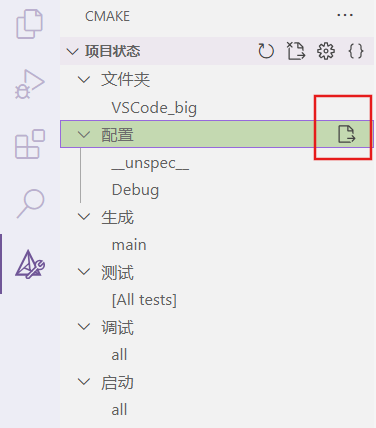 CMAKE
项目状态
文件夹
VSCode_big
配置
__unspec__
Debug
生成
main
测试
[All tests]
调试
all
启动
all